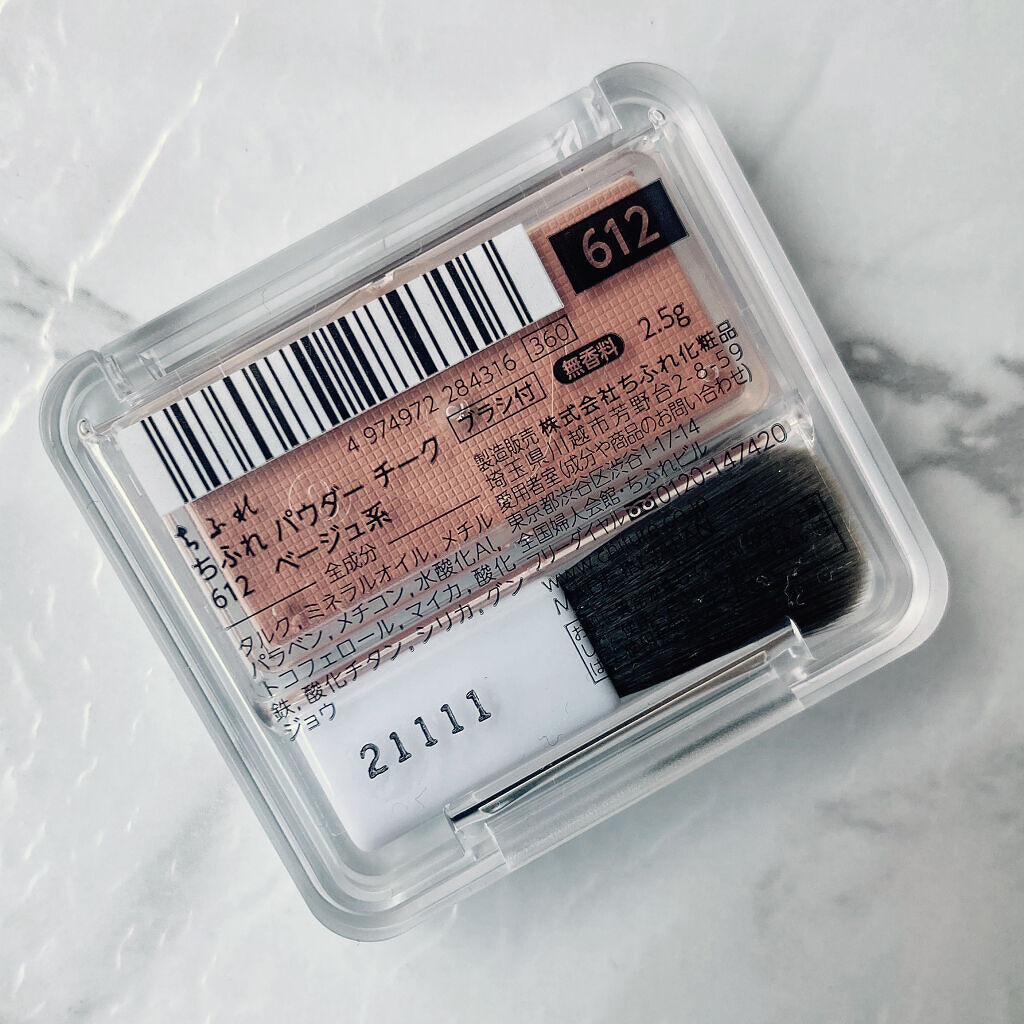 612
4 974972 284316 360
ブラシ付
無香料 2.5g
ちふれ
ちふれ パウダー チーク
612 ベージュ系
全成分
タルク, ミネラルオイル, メチル
パラベン, メチコン, 水酸化Al,
トコフェロール, マイカ, 酸化
鉄, 酸化チタン, シリカ, グン
ジョウ
製造販売 株式会社ちふれ化粧品
埼玉県川越市芳野台2-8-59
愛用者室(成分や商品のお問い合わせ)
東京都渋谷区渋谷1-17-14
全国婦人会館・ちふれビル
フリーダイヤル 0120-147420
21111